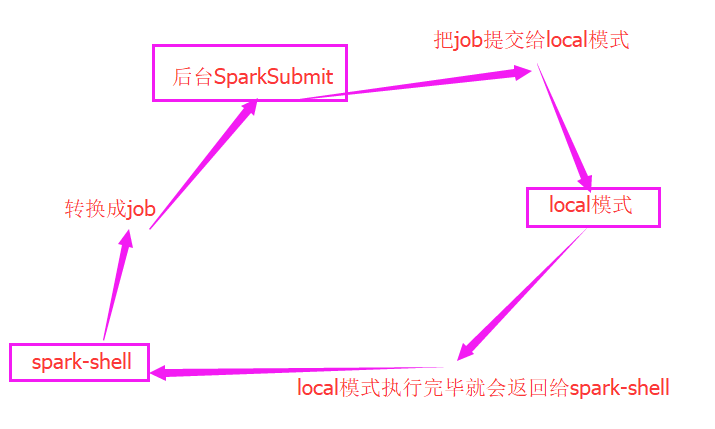 把job提交给local模式
后台SparkSubmit
转换成job
local模式
spark-shell
local模式执行完毕就会返回给spark-shell